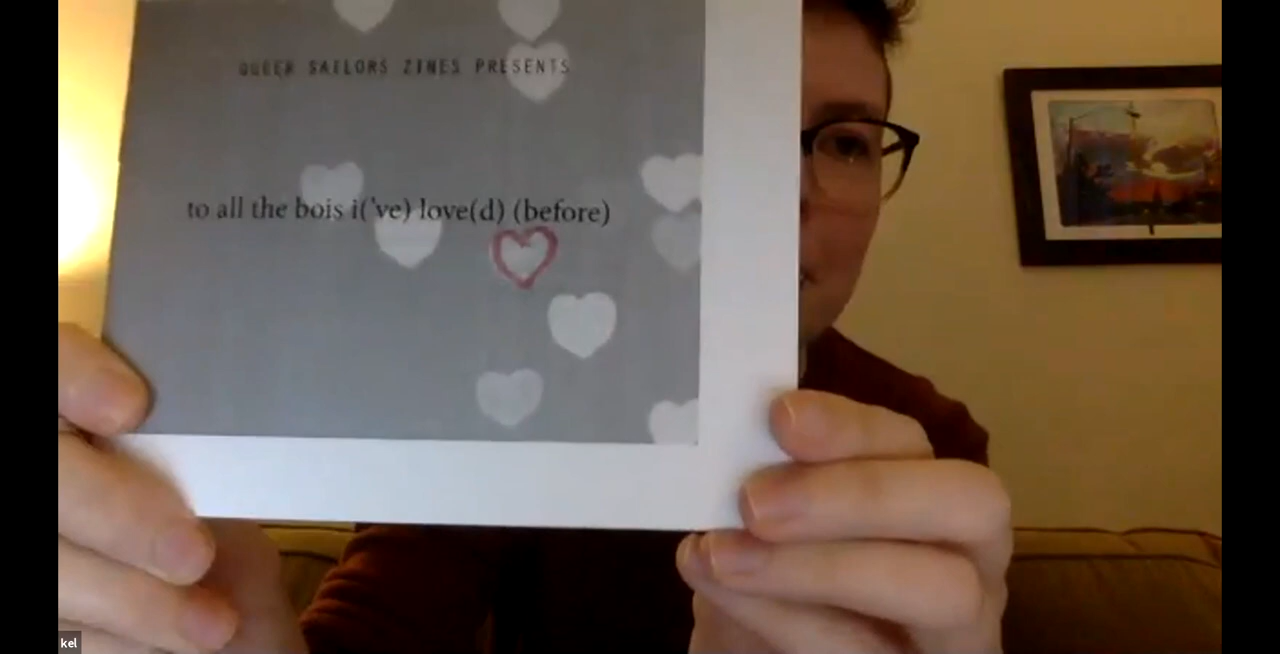 QUEER SAILORS ZINES PRESENTS
to all the bois i('ve) love(d) (before)
kel